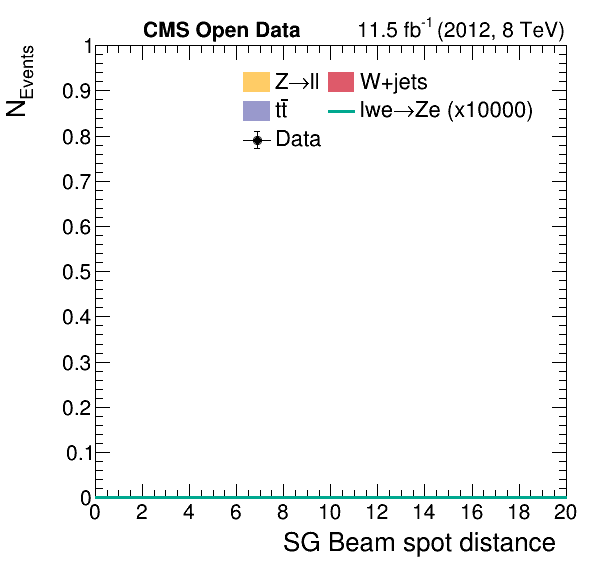 CMS Open Data 11.5 fb⁻¹ (2012, 8 TeV)
N_Events
Z→ll W+jets
tt̄ Iwe→Ze (x10000)
Data
1
0.9
0.8
0.7
0.6
0.5
0.4
0.3
0.2
0.1
0
0 2 4 6 8 10 12 14 16 18 20
SG Beam spot distance